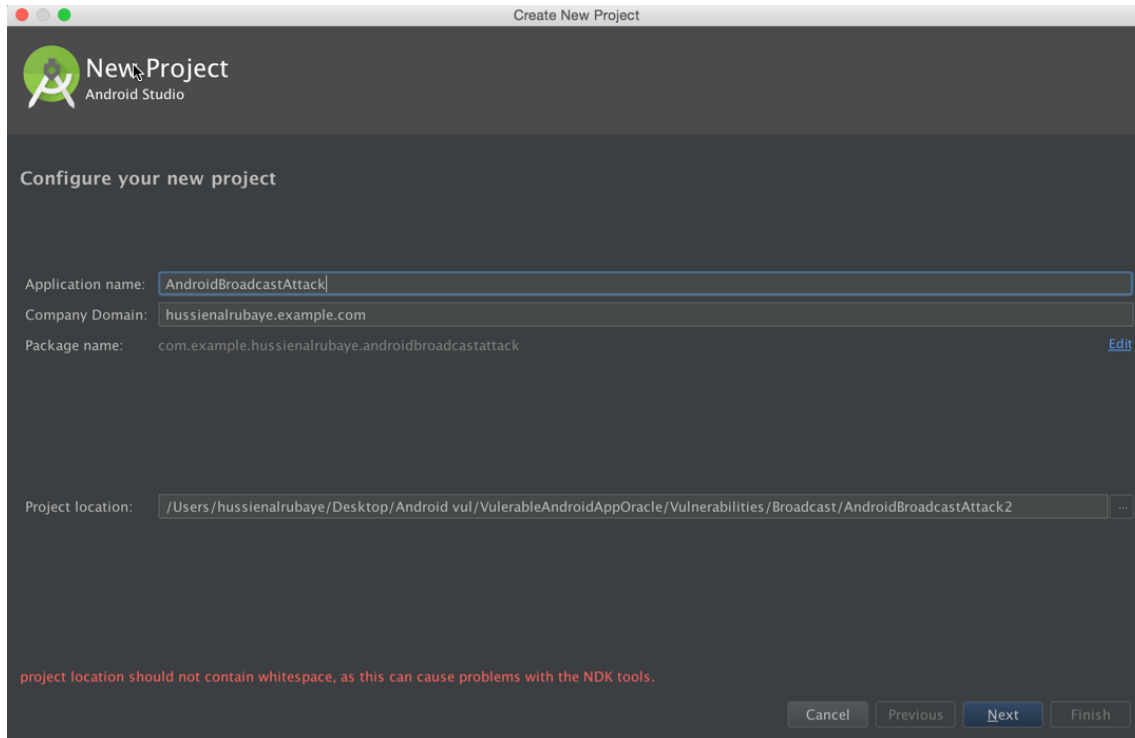 Create New Project
New Project
Android Studio
Configure your new project
Application name: AndroidBroadcastAttack
Company Domain: hussienalrubaye.example.com
Package name: com.example.hussienalrubaye.androidbroadcastattack Edit
Project location: /Users/hussienalrubaye/Desktop/Android vul/VulerableAndroidAppOracle/Vulnerabilities/Broadcast/AndroidBroadcastAttack2 ...
project location should not contain whitespace, as this can cause problems with the NDK tools.
Cancel Previous Next Finish